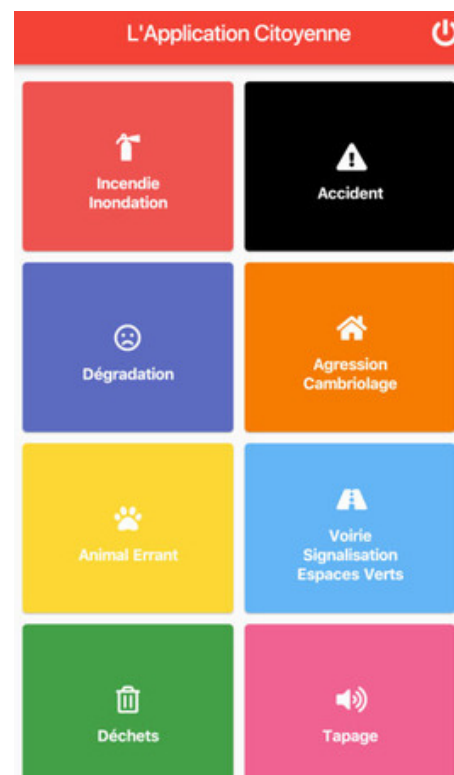 L'Application Citoyenne
Incendie
Inondation
Accident
Dégradation
Agression
Cambriolage
Animal Errant
Voirie
Signalisation
Espaces Verts
Déchets
Tapage